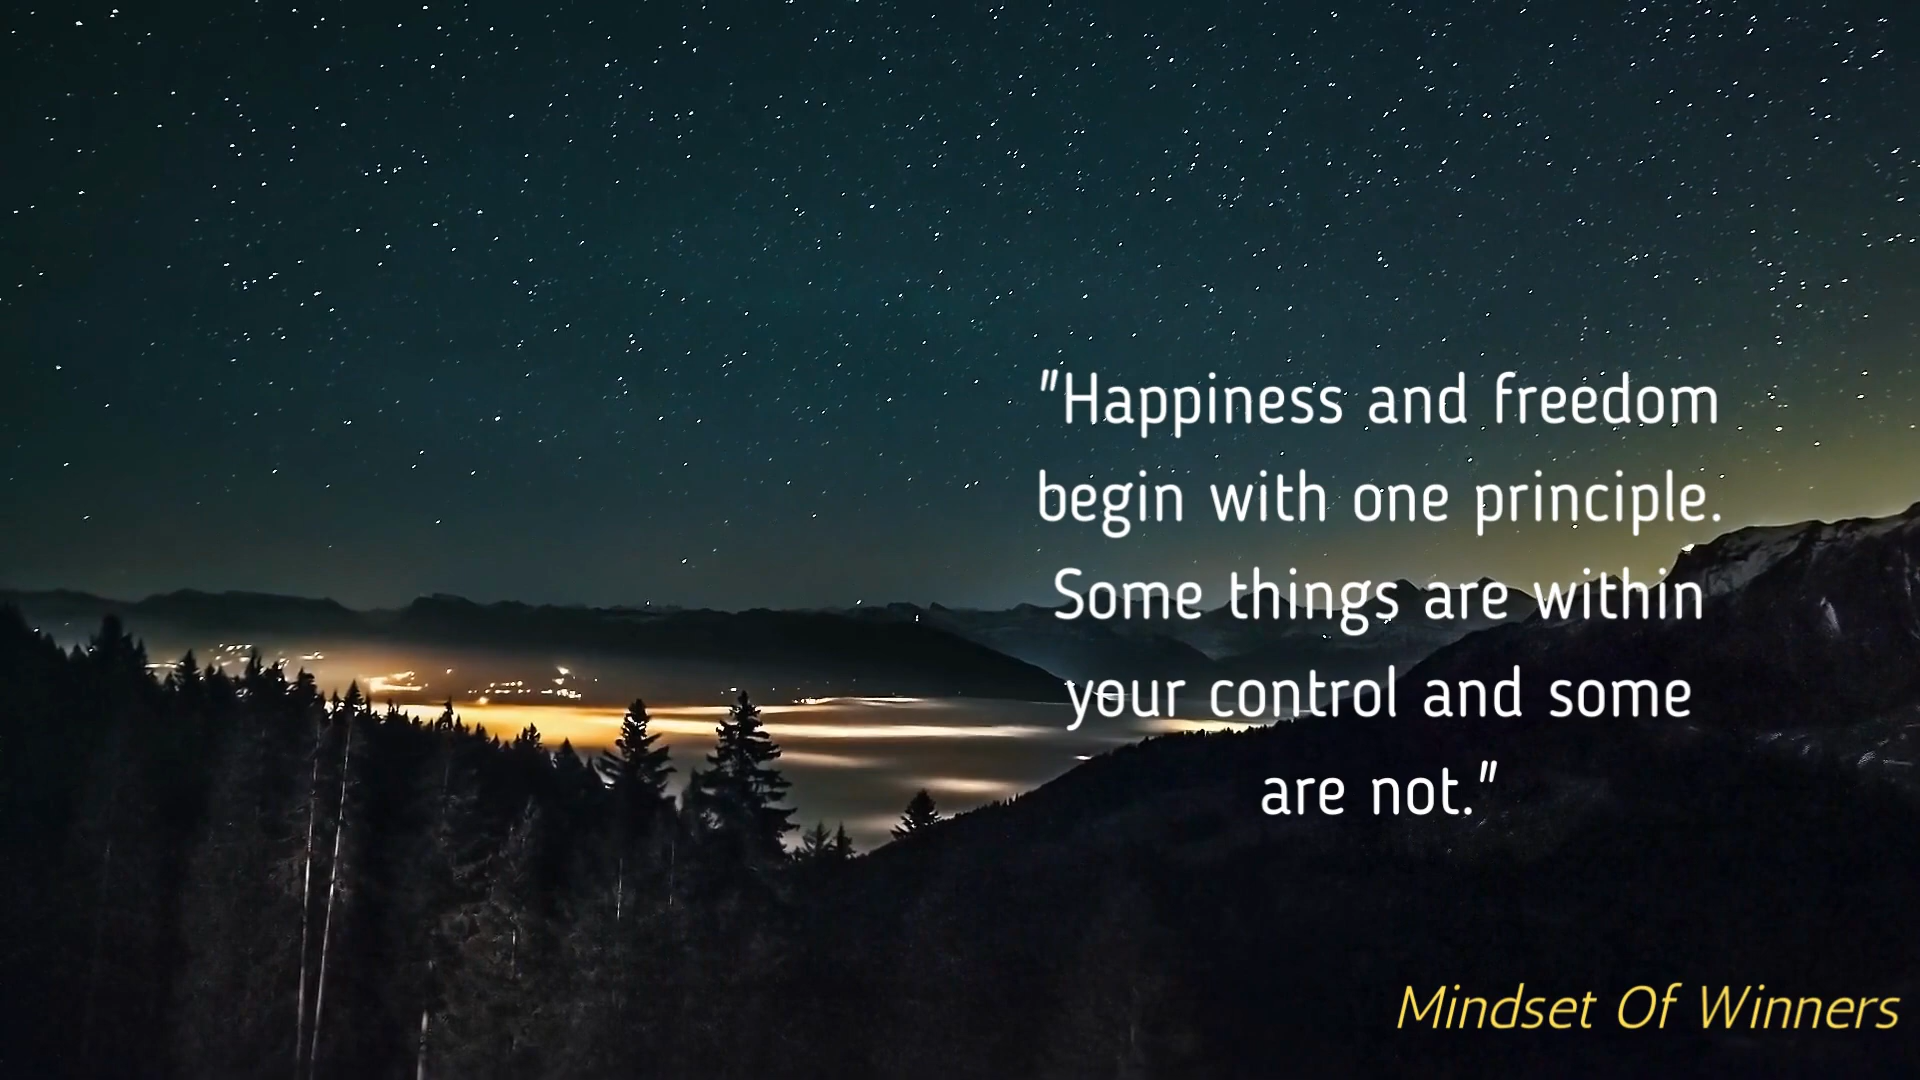 "Happiness and freedom
begin with one principle.
Some things are within
your control and some
are not."
Mindset Of Winners